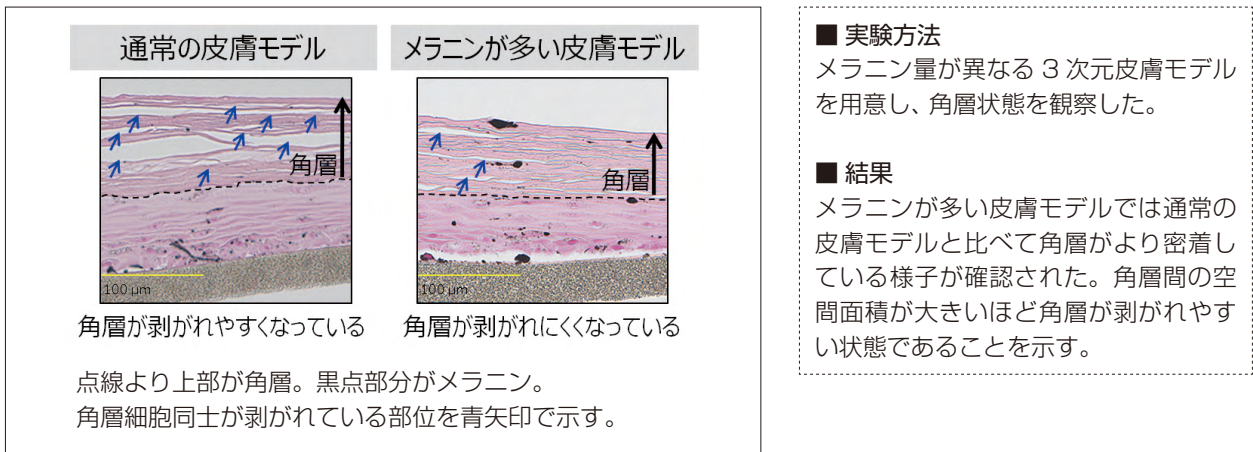 通常の皮膚モデル
メラニンが多い皮膚モデル
角層
角層
100 μm
100 μm
角層が剥がれやすくなっている
角層が剥がれにくくなっている
点線より上部が角層。黒点部分がメラニン。
角層細胞同士が剥がれている部位を青矢印で示す。
■ 実験方法
メラニン量が異なる 3 次元皮膚モデル
を用意し、角層状態を観察した。
■ 結果
メラニンが多い皮膚モデルでは通常の
皮膚モデルと比べて角層がより密着し
ている様子が確認された。角層間の空
間面積が大きいほど角層が剥がれやす
い状態であることを示す。